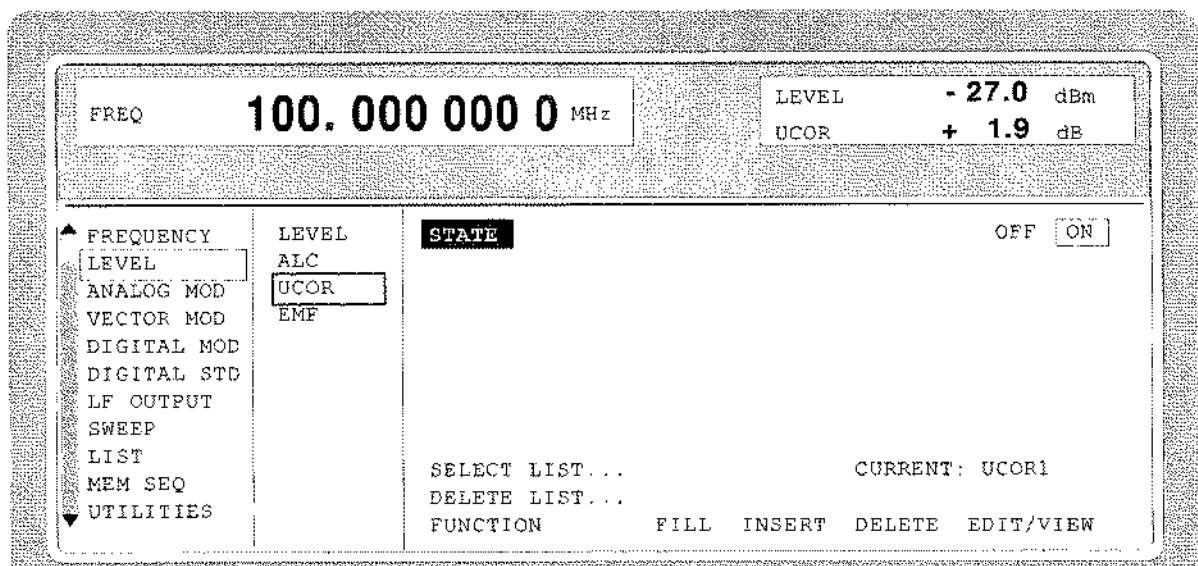 FREQ 100. 000 000 0 MHz
LEVEL - 27.0 dBm
UCOR + 1.9 dB
FREQUENCY
LEVEL
ANALOG MOD
VECTOR MOD
DIGITAL MOD
DIGITAL STD
LF OUTPUT
SWEEP
LIST
MEM SEQ
UTILITIES
LEVEL
ALC
UCOR
EMF
STATE OFF ON
SELECT LIST... CURRENT: UCOR1
DELETE LIST...
FUNCTION FILL INSERT DELETE EDIT/VIEW